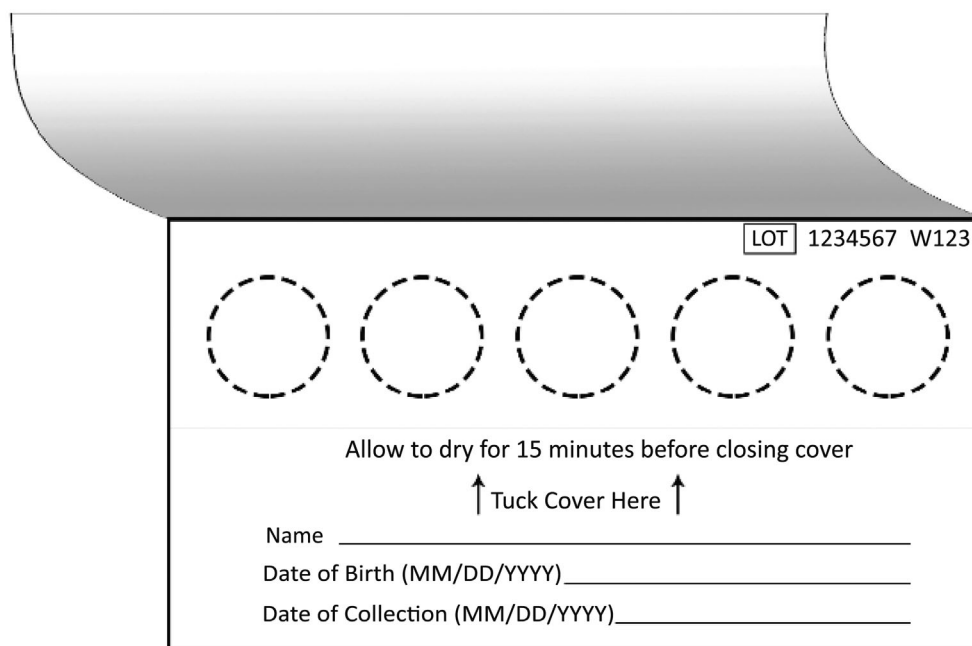 LOT 1234567 W123
Allow to dry for 15 minutes before closing cover
Tuck Cover Here
Name
Date of Birth (MM/DD/YYYY)
Date of Collection (MM/DD/YYYY)